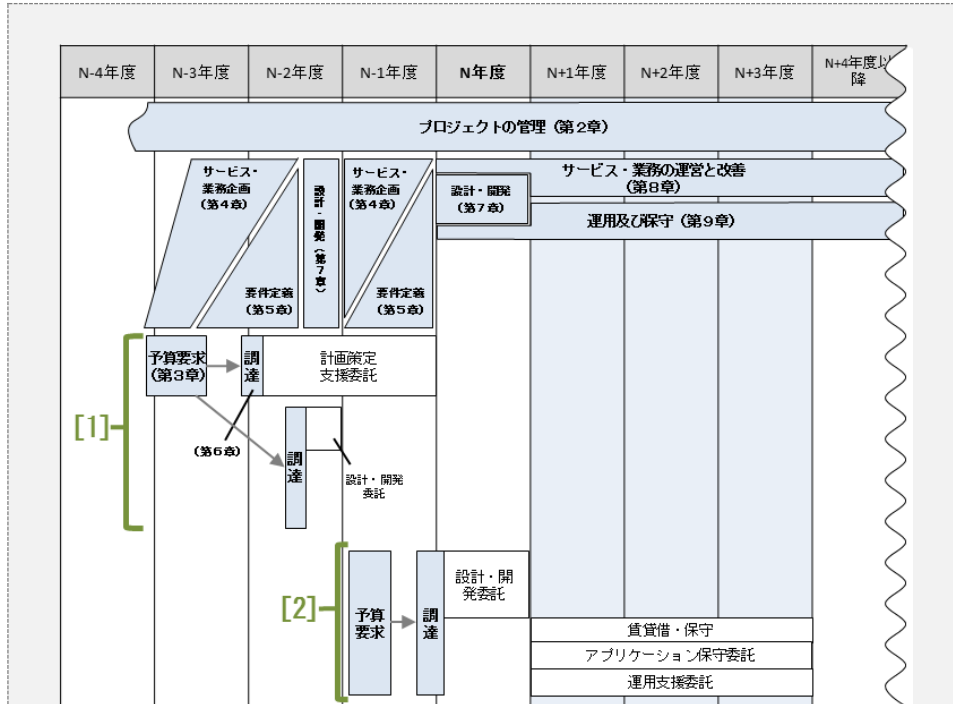 N-4年度
N-3年度
N-2年度
N-1年度
N年度
N+1年度
N+2年度
N+3年度
N+4年度以
降
プロジェクトの管理（第２章）
サービス・
業務企画
(第４章)
要件定義
(第５章)
設計・開発（第７章）
サービス・
業務企画
(第４章)
要件定義
(第５章)
設計・開発
(第７章)
サービス・業務の運営と改善
(第８章)
運用及び保守（第９章）
[1]
予算要求
(第３章)
調達
計画策定
支援委託
(第６章)
調達
設計・開発
委託
[2]
予算
要求
調達
設計・開
発委託
賃貸借・保守
アプリケーション保守委託
運用支援委託